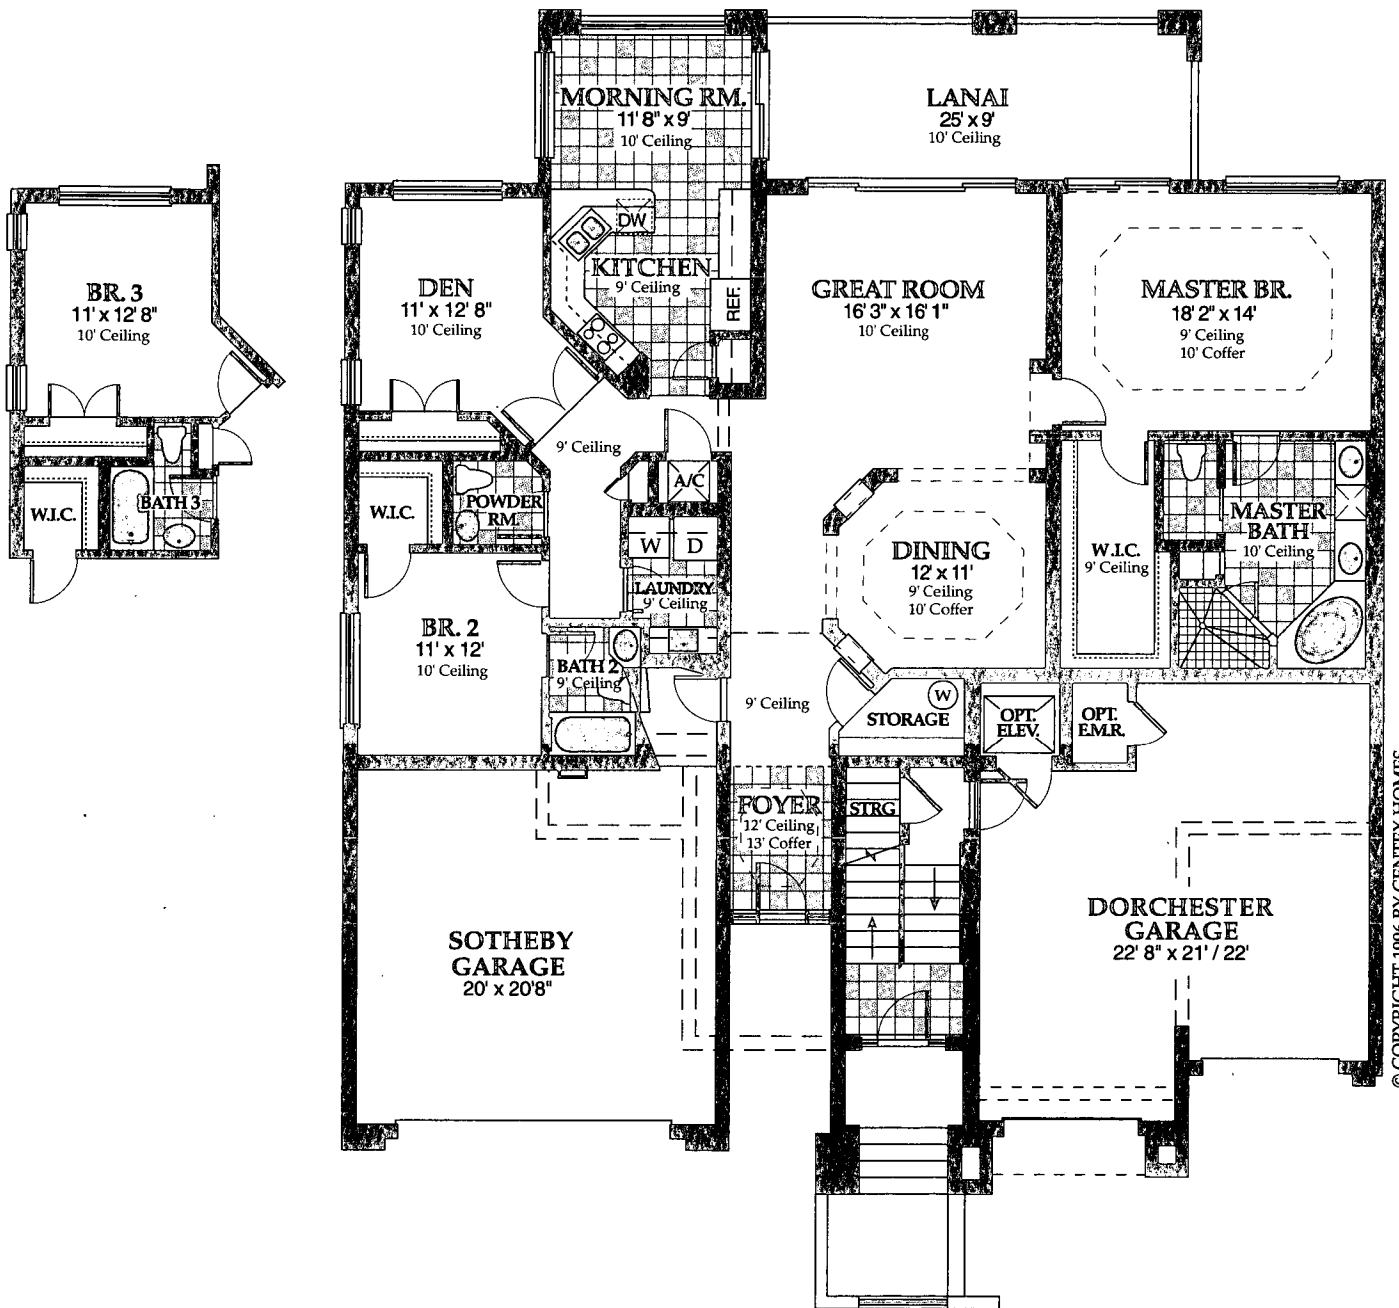 MORNING RM.
11' 8" x 9'
10' Ceiling
LANAI
25' x 9'
10' Ceiling
BR. 3
11' x 12' 8"
10' Ceiling
W.I.C.
BATH 3
DEN
11' x 12' 8"
10' Ceiling
DW
KITCHEN
9' Ceiling
REF.
GREAT ROOM
16' 3" x 16' 1"
10' Ceiling
MASTER BR.
18' 2" x 14'
9' Ceiling
10' Coffer
9' Ceiling
A/C
W.I.C.
POWDER
RM.
W
D
LAUNDRY
9' Ceiling
DINING
12' x 11'
9' Ceiling
10' Coffer
W.I.C.
9' Ceiling
MASTER
BATH
10' Ceiling
BR. 2
11' x 12'
10' Ceiling
BATH 2
9' Ceiling
9' Ceiling
W
STORAGE
OPT.
ELEV.
OPT.
E.M.R.
FOYER
12' Ceiling
13' Coffer
STRG
SOTHEBY
GARAGE
20' x 20'8"
DORCHESTER
GARAGE
22' 8" x 21' / 22'
© COPYRIGHT 1996 BY CENTEX HOMES